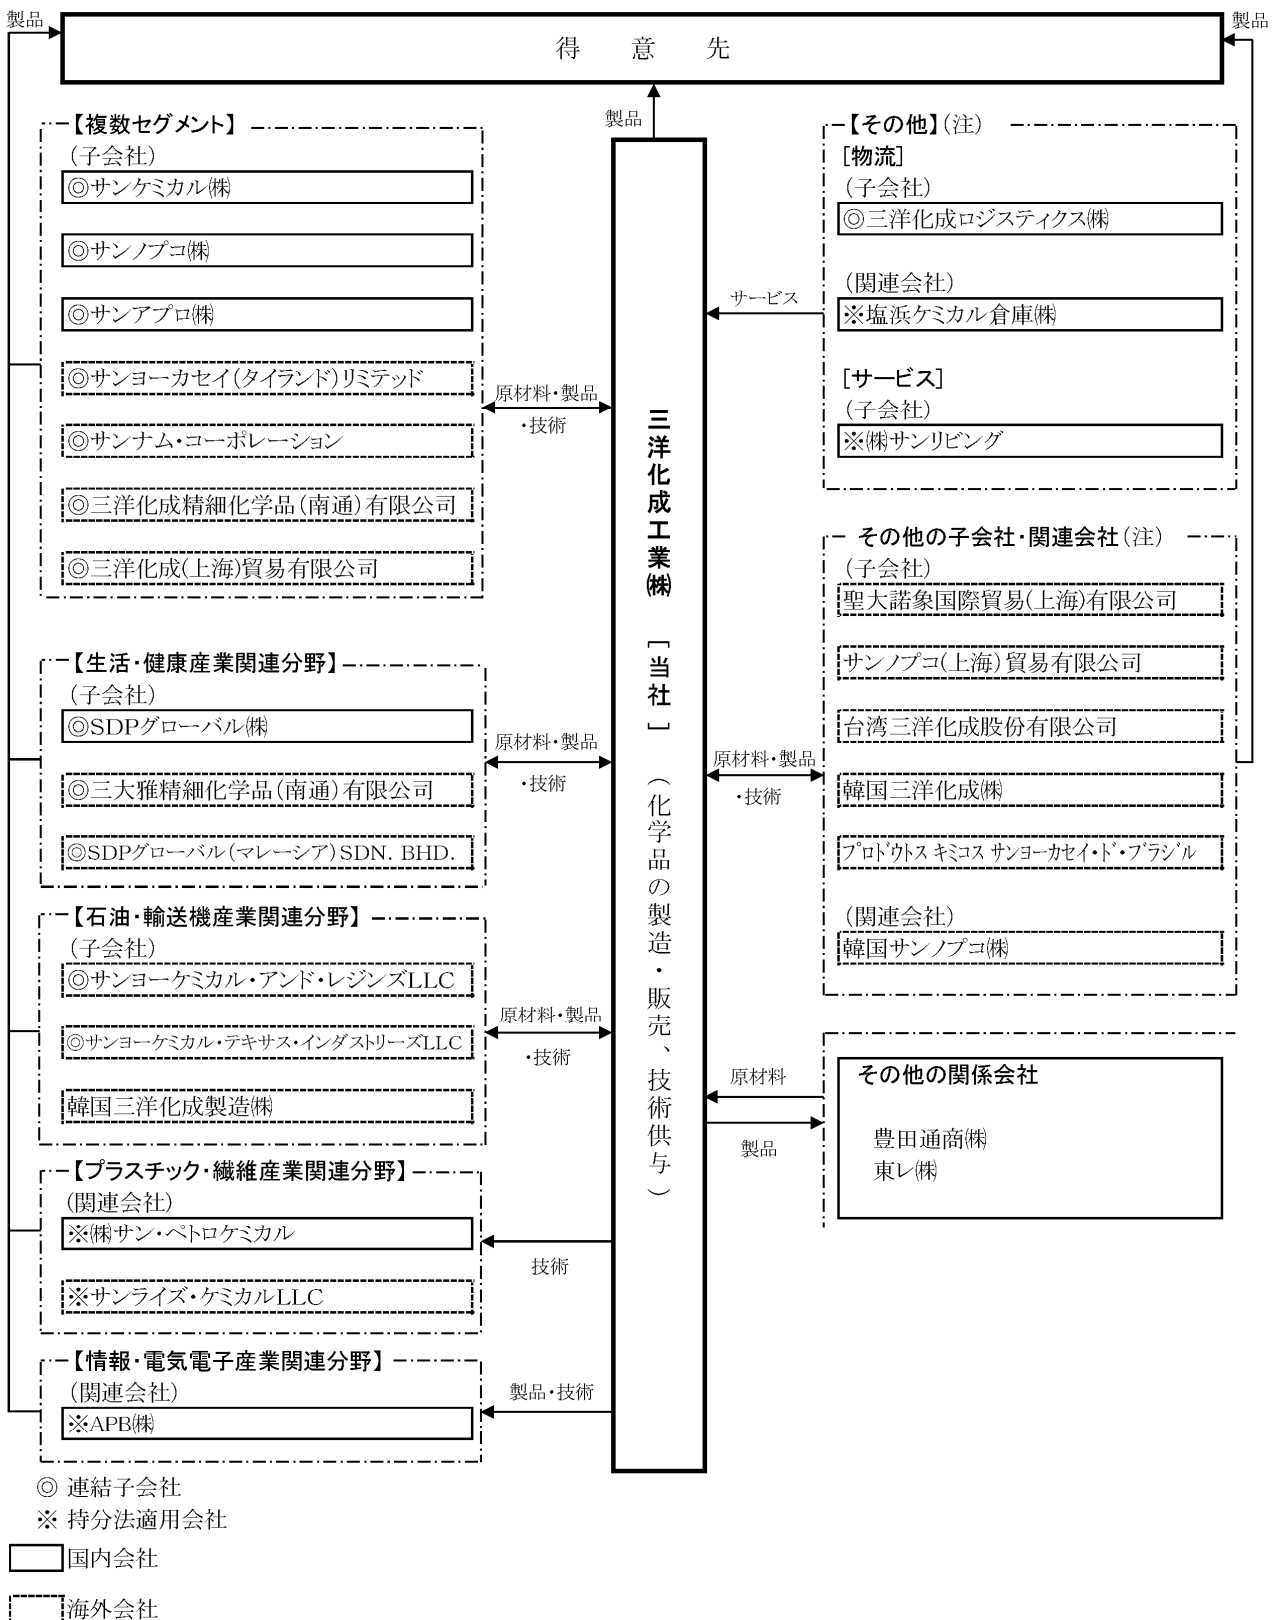 製品
製品
得 意 先
製品
【複数セグメント】
(子会社)
◎サンケミカル㈱
◎サンノプコ㈱
◎サンアプロ㈱
◎サンヨーカセイ(タイランド)リミテッド
◎サンナム・コーポレーション
◎三洋化成精細化学品(南通)有限公司
◎三洋化成(上海)貿易有限公司
原材料・製品
・技術
【生活・健康産業関連分野】
(子会社)
◎SDPグローバル㈱
◎三大雅精細化学品(南通)有限公司
◎SDPグローバル(マレーシア)SDN. BHD.
原材料・製品
・技術
【石油・輸送機産業関連分野】
(子会社)
◎サンヨーケミカル・アンド・レジンズLLC
◎サンヨーケミカル・テキサス・インダストリーズLLC
韓国三洋化成製造㈱
原材料・製品
・技術
【プラスチック・繊維産業関連分野】
(関連会社)
※㈱サン・ペトロケミカル
※サンライズ・ケミカルLLC
技術
【情報・電気電子産業関連分野】
(関連会社)
※APB㈱
製品・技術
三洋化成工業㈱ [当社] (化学品の製造・販売、技術供与)
【その他】(注)
[物流]
(子会社)
◎三洋化成ロジスティクス㈱
(関連会社)
※塩浜ケミカル倉庫㈱
[サービス]
(子会社)
※㈱サンリビング
サービス
その他の子会社・関連会社(注)
(子会社)
聖大諾象国際貿易(上海)有限公司
サンノプコ(上海)貿易有限公司
台湾三洋化成股份有限公司
韓国三洋化成㈱
プロドゥトス キミコス サンヨーカセイ・ド・ブラジル
(関連会社)
韓国サンノプコ㈱
原材料・製品
・技術
その他の関係会社
豊田通商㈱
東レ㈱
原材料
製品
◎ 連結子会社
※ 持分法適用会社
国内会社
海外会社